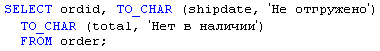 SELECT ordid, TO_CHAR (shipdate, 'Не отгружено')
TO_CHAR (total, 'Нет в наличии')
FROM order;